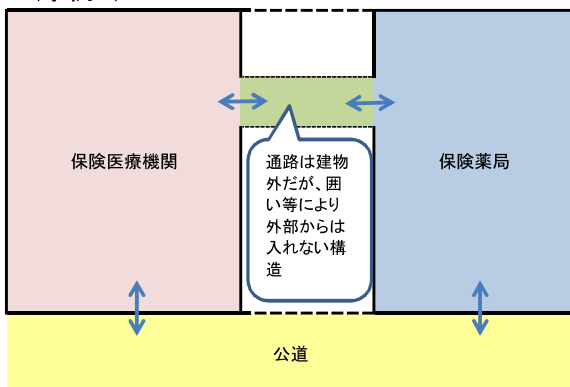 保険医療機関
通路は建物
外だが、囲
い等により
外部からは
入れない構
造
保険薬局
公道